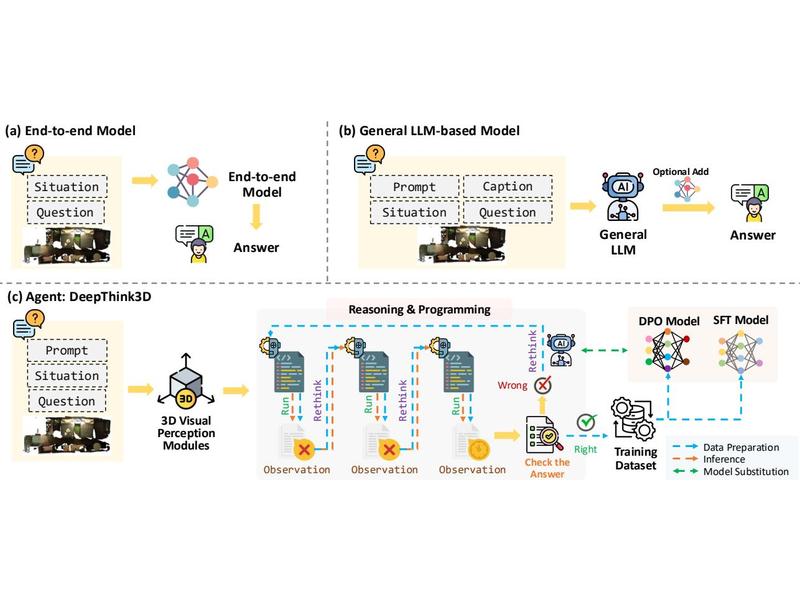 (a) End-to-end Model
?
Situation
Question
End-to-end
Model
A
Answer
(b) General LLM-based Model
?
Prompt
Caption
Situation
Question
AI
General
LLM
Optional Add
A
Answer
(c) Agent: DeepThink3D
?
Prompt
Situation
Question
3D
3D Visual
Perception
Modules
Reasoning & Programming
Run
Rethink
Observation
Run
Rethink
Observation
Run
Observation
Rethink
Wrong
Check the
Answer
Right
AI
DPO Model
SFT Model
Training
Dataset
Data Preparation
Inference
Model Substitution